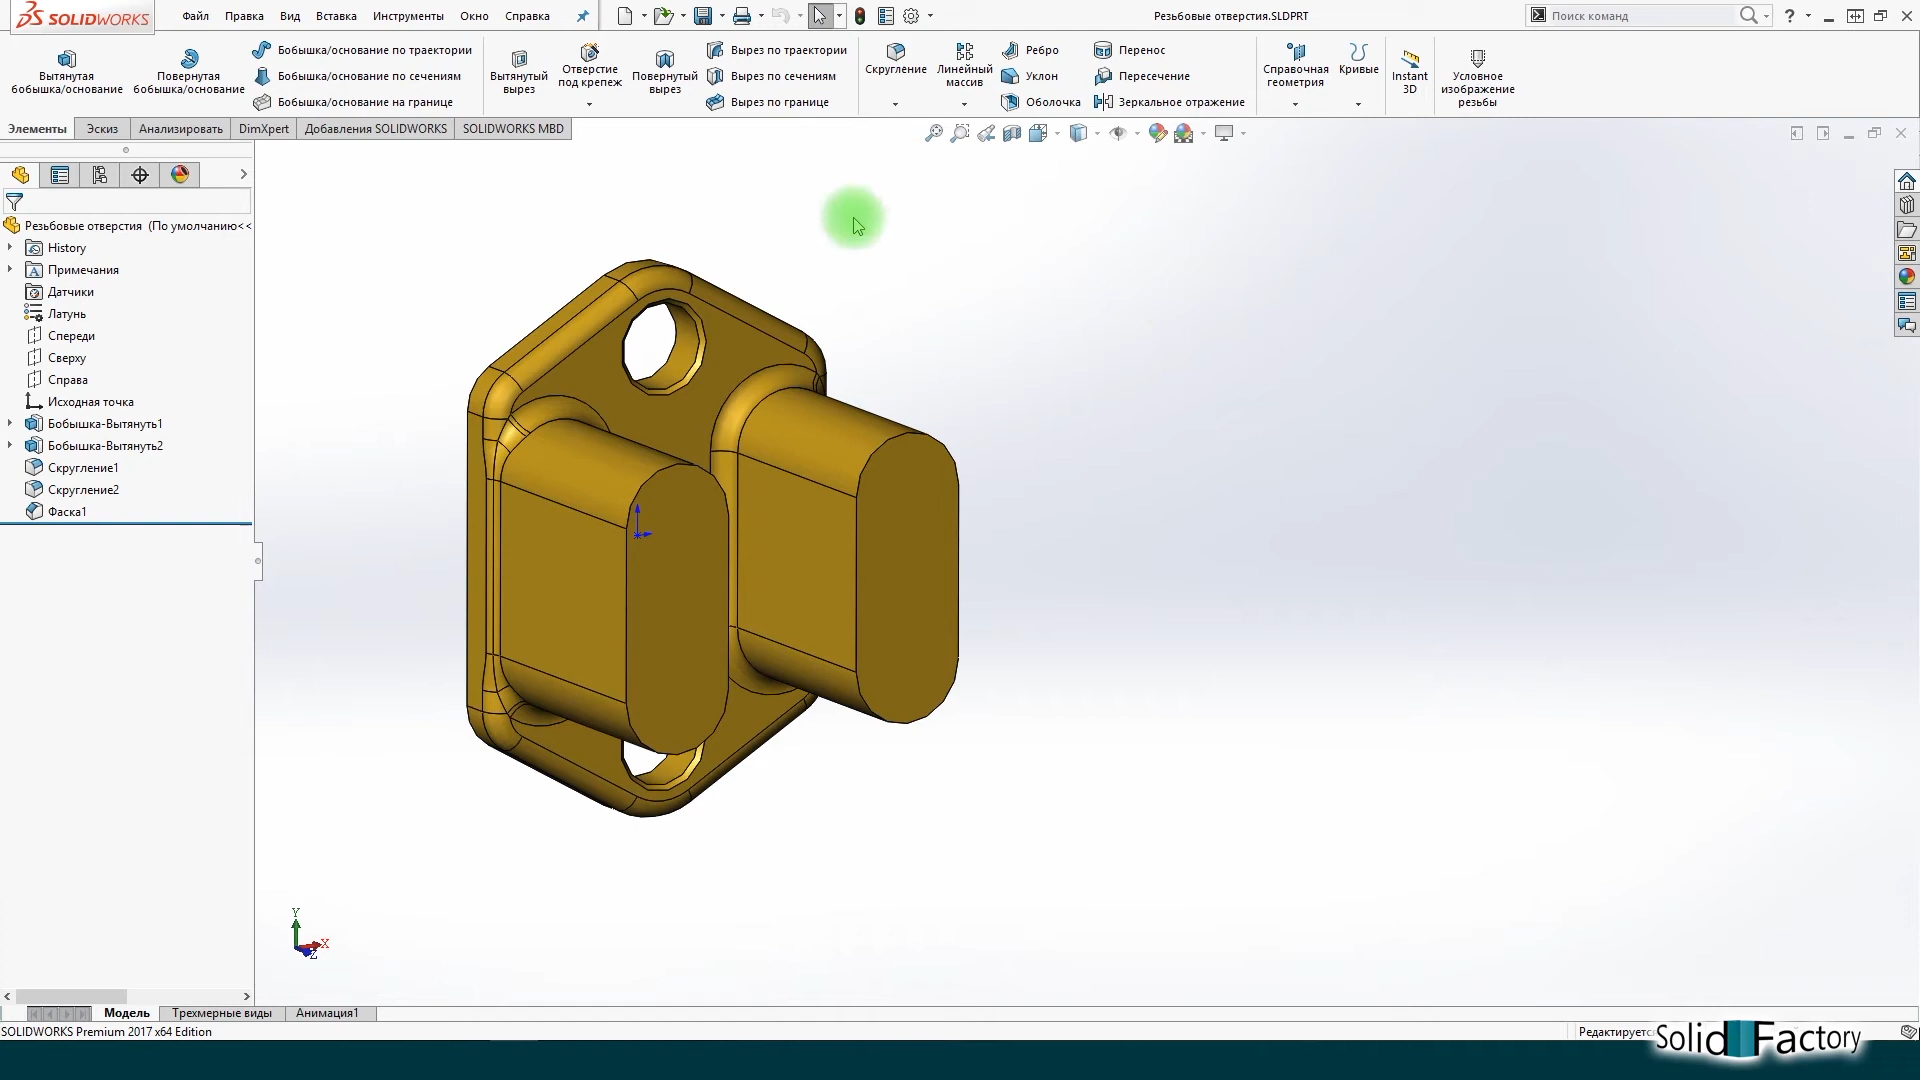 SOLIDWORKS
Файл Правка Вид Вставка Инструменты Окно Справка
Резьбовые отверстия.SLDPRT
Поиск команд
Вытянутая бобышка/основание
Повернутая бобышка/основание
Бобышка/основание по траектории
Бобышка/основание по сечениям
Бобышка/основание на границе
Вытянутый вырез
Отверстие под крепеж
Повернутый вырез
Вырез по траектории
Вырез по сечениям
Вырез по границе
Скругление
Линейный массив
Ребро
Уклон
Оболочка
Перенос
Пересечение
Зеркальное отражение
Справочная геометрия
Кривые
Instant 3D
Условное изображение резьбы
Элементы Эскиз Анализировать DimXpert Добавления SOLIDWORKS SOLIDWORKS MBD
Резьбовые отверстия (По умолчанию<<
History
Примечания
Датчики
Латунь
Спереди
Сверху
Справа
Исходная точка
Бобышка-Вытянуть1
Бобышка-Вытянуть2
Скругление1
Скругление2
Фаска1
Y
X
Z
Модель Трехмерные виды Анимация1
SOLIDWORKS Premium 2017 x64 Edition
Редактируетс
Solid Factory